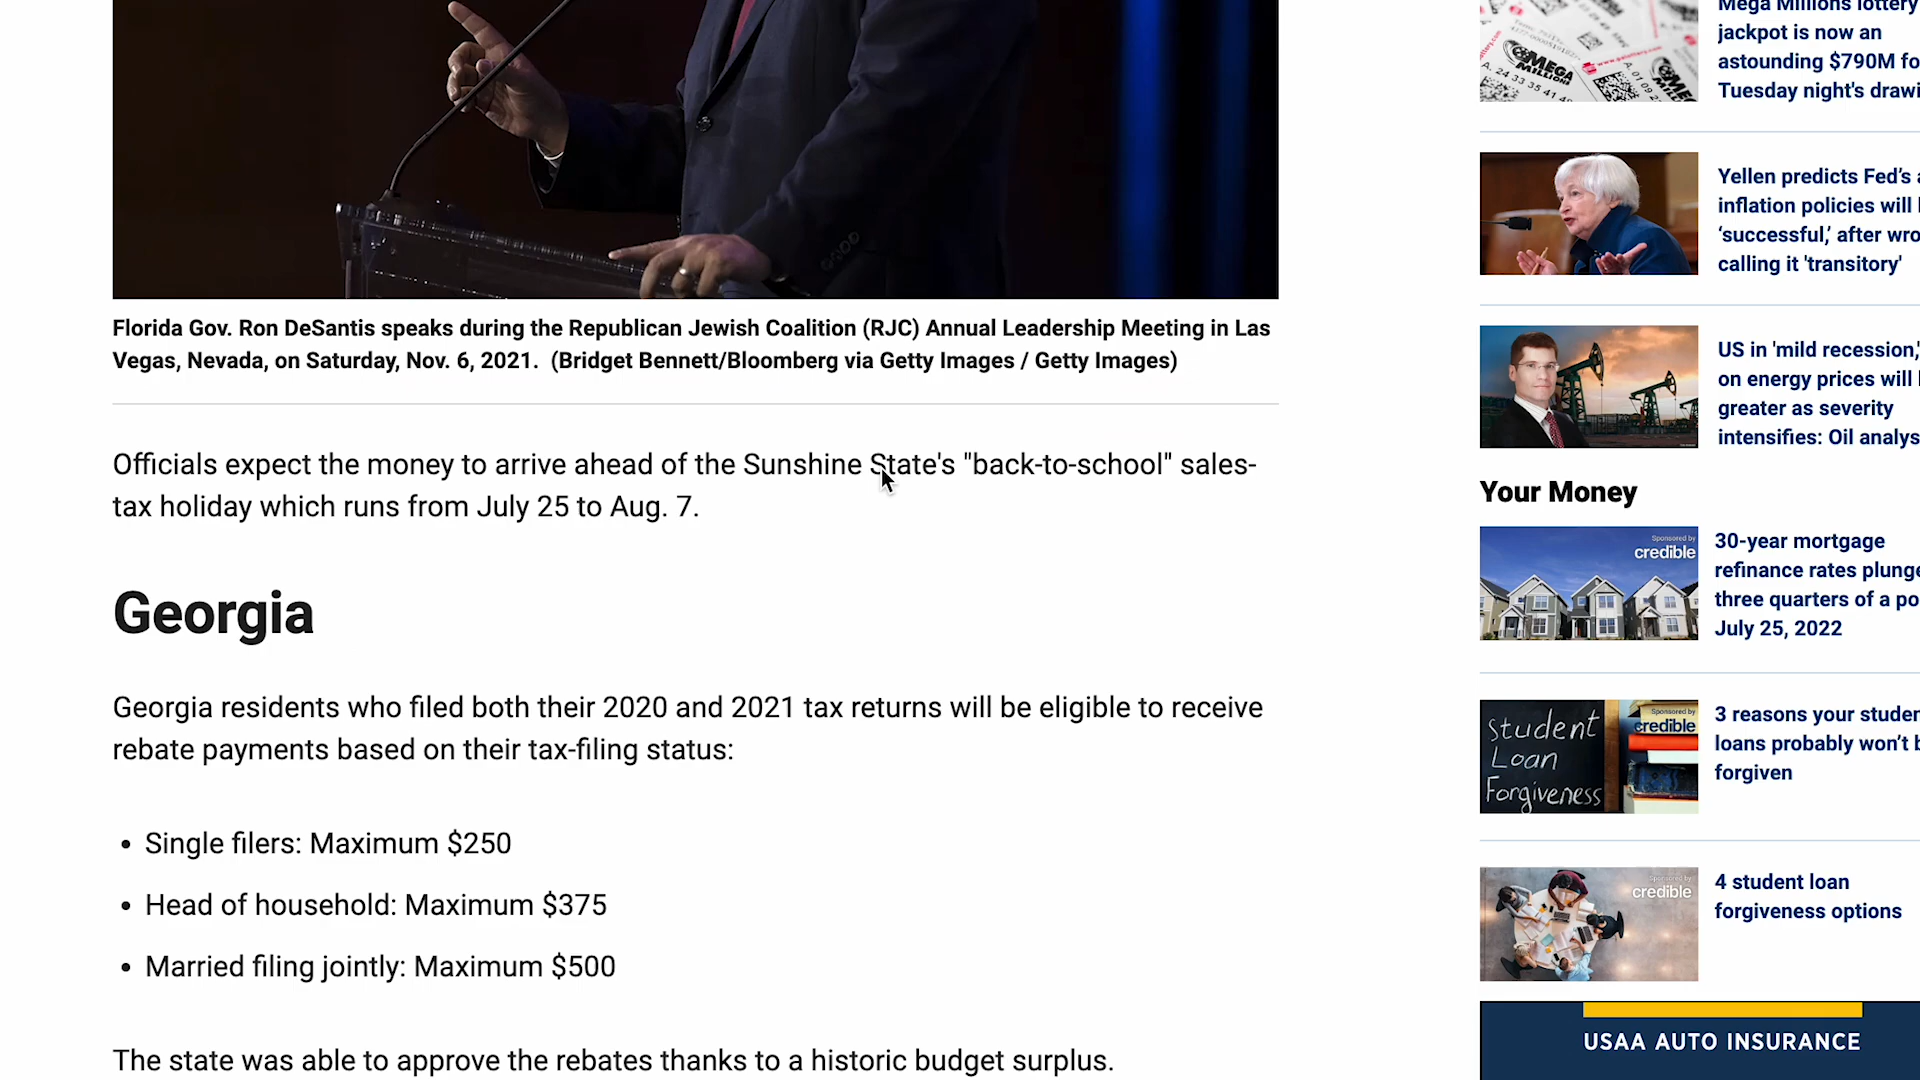 Florida Gov. Ron DeSantis speaks during the Republican Jewish Coalition (RJC) Annual Leadership Meeting in Las
Vegas, Nevada, on Saturday, Nov. 6, 2021. (Bridget Bennett/Bloomberg via Getty Images / Getty Images)
Officials expect the money to arrive ahead of the Sunshine State's "back-to-school" sales-
tax holiday which runs from July 25 to Aug. 7.
Georgia
Georgia residents who filed both their 2020 and 2021 tax returns will be eligible to receive
rebate payments based on their tax-filing status:
• Single filers: Maximum $250
• Head of household: Maximum $375
• Married filing jointly: Maximum $500
The state was able to approve the rebates thanks to a historic budget surplus.
Mega Millions lottery
jackpot is now an
astounding $790M
Tuesday night's
MEGA
MILLIONS
Yellen predicts Fed's
inflation policies will
‘successful,’ after
calling it 'transitory'
US in 'mild recession,'
on energy prices will
greater as severity
intensifies: Oil
Your Money
Sponsored by
credible
30-year mortgage
refinance rates
three quarters of a
July 25, 2022
Sponsored by
credible
Student
Loan
Forgiveness
3 reasons your
loans probably won't
forgiven
Sponsored by
credible
4 student loan
forgiveness options
USAA AUTO INSURANCE